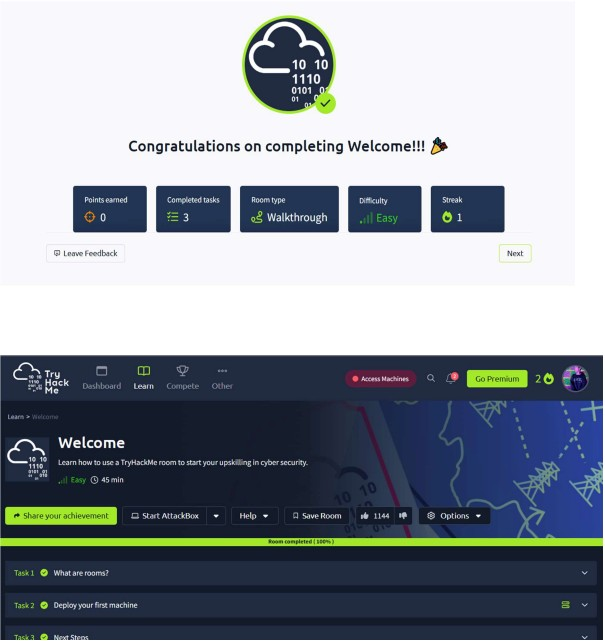 10 10
1110
0101 01
01 01
Congratulations on completing Welcome!!!
Points earned
0
Completed tasks
3
Room type
Walkthrough
Difficulty
Easy
Streak
1
Leave Feedback
Next
Try Hack Me
Dashboard
Learn
Compete
Other
Access Machines
2
Go Premium
2
Learn > Welcome
Welcome
Learn how to use a TryHackMe room to start your upskilling in cyber security.
Easy 45 min
Share your achievement
Start AttackBox
Help
Save Room
1144
Options
Room completed ( 100% )
Task 1 What are rooms?
Task 2 Deploy your first machine
Task 3 Next Steps